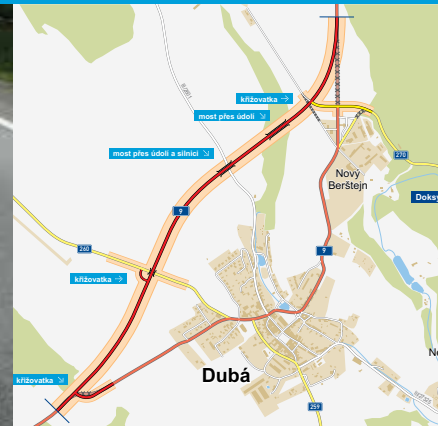 křižovatka →
most přes údolí ↘
most přes údolí a silnici ↘
Nový
Berštejn
270
Doksy
9
9
260
křižovatka →
křižovatka ↘
Dubá
259